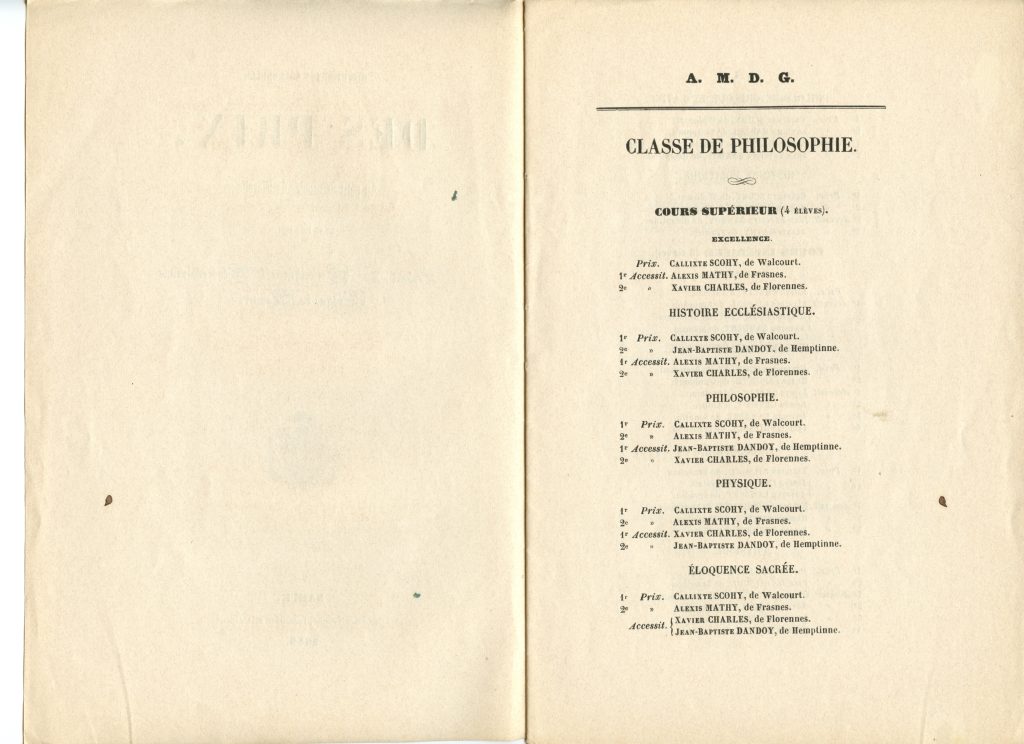 A. M. D. G.
CLASSE DE PHILOSOPHIE.
COURS SUPÉRIEUR (4 ÉLÈVES).
EXCELLENCE.
Prix. CALLIXTE SCOHY, de Walcourt.
1r Accessit. ALEXIS MATHY, de Frasnes.
2e » XAVIER CHARLES, de Florennes.
HISTOIRE ECCLÉSIASTIQUE.
1r Prix. CALLIXTE SCOHY, de Walcourt.
2e » JEAN-BAPTISTE DANDOY, de Hemptinne.
1r Accessit. ALEXIS MATHY, de Frasnes.
2e » XAVIER CHARLES, de Florennes.
PHILOSOPHIE.
1r Prix. CALLIXTE SCOHY, de Walcourt.
2e » ALEXIS MATHY, de Frasnes.
1r Accessit. JEAN-BAPTISTE DANDOY, de Hemptinne.
2e » XAVIER CHARLES, de Florennes.
PHYSIQUE.
1r Prix. CALLIXTE SCOHY, de Walcourt.
2e » ALEXIS MATHY, de Frasnes.
1r Accessit. XAVIER CHARLES, de Florennes.
2e » JEAN-BAPTISTE DANDOY, de Hemptinne.
ÉLOQUENCE SACRÉE.
1r Prix. CALLIXTE SCOHY, de Walcourt.
2e » ALEXIS MATHY, de Frasnes.
Accessit. { XAVIER CHARLES, de Florennes.
JEAN-BAPTISTE DANDOY, de Hemptinne.